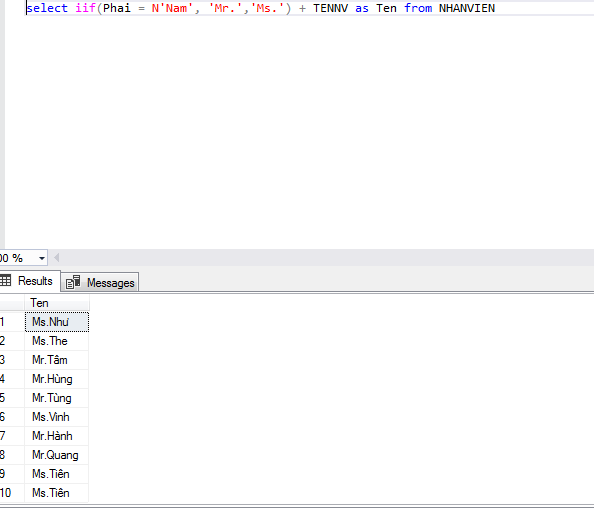 select iif(Phai = N'Nam', 'Mr.','Ms.') + TENNV as Ten from NHANVIEN
00 %
Results Messages
Ten
1 Ms.Như
2 Ms.The
3 Mr.Tâm
4 Mr.Hùng
5 Mr.Tùng
6 Ms.Vinh
7 Mr.Hành
8 Mr.Quang
9 Ms.Tiên
10 Ms.Tiên